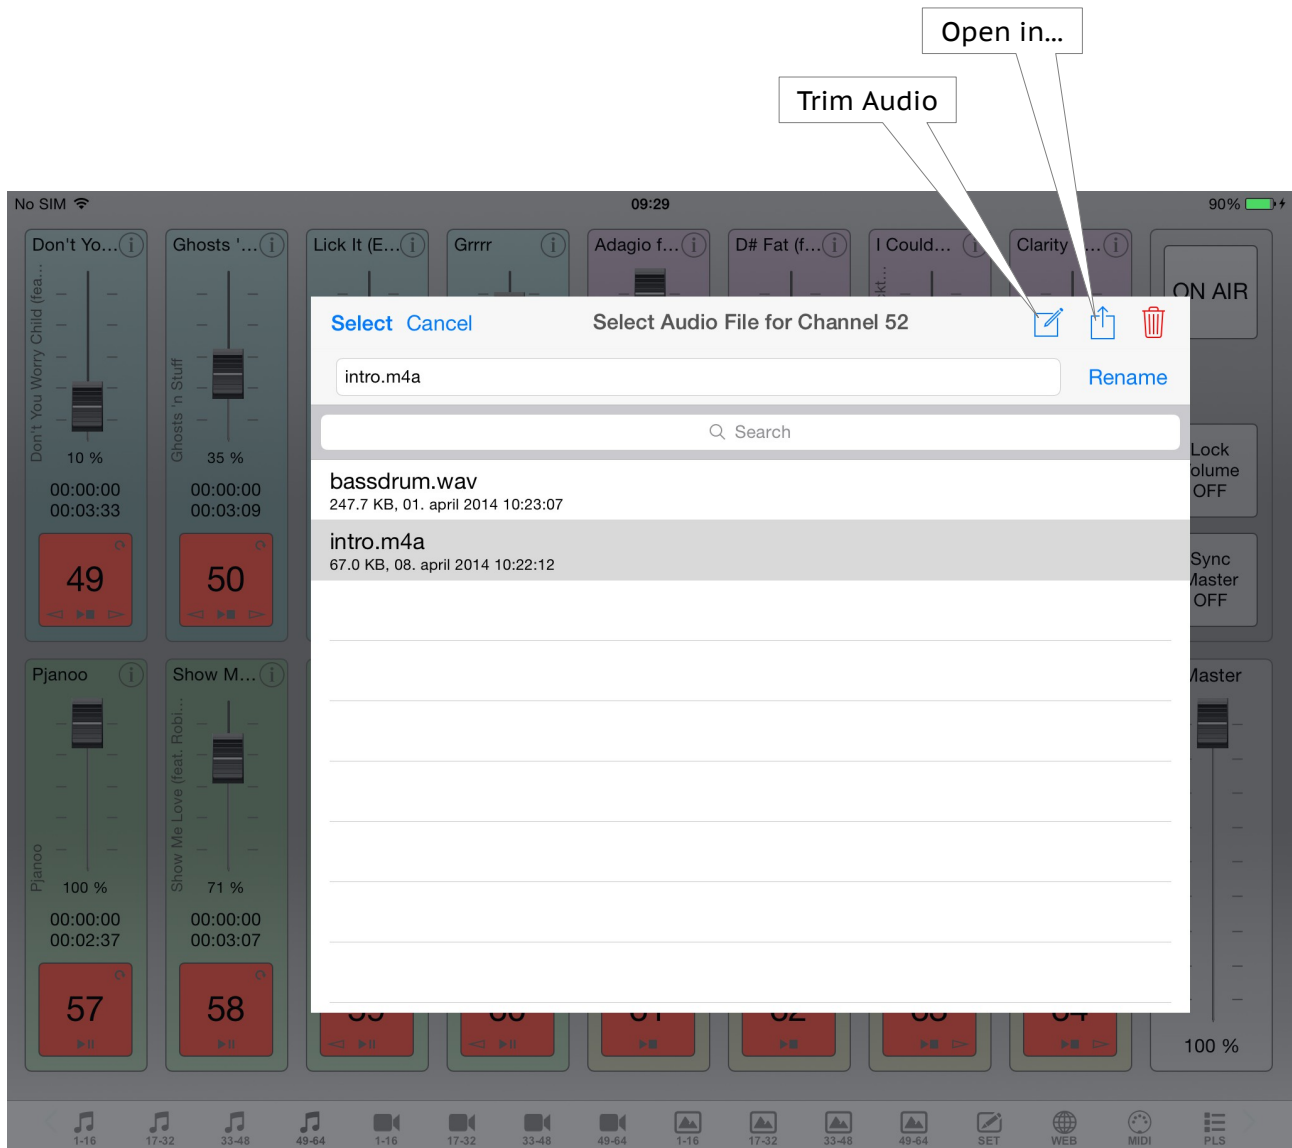 Open in...
Trim Audio
No SIM
09:29
90%
Don't Yo...
Ghosts '...
Lick It (E...
Grrrr
Adagio f...
D# Fat (f...
I Could...
Clarity
ON AIR
Select Cancel
Select Audio File for Channel 52
intro.m4a
Rename
Search
bassdrum.wav
247.7 KB, 01. april 2014 10:23:07
intro.m4a
67.0 KB, 08. april 2014 10:22:12
Don't You Worry Child (fea...
10 %
00:00:00
00:03:33
49
Ghosts 'n Stuff
35 %
00:00:00
00:03:09
50
Lock
olume
OFF
Sync
Master
OFF
Pjanoo
Show M...
Master
Pjanoo
100 %
00:00:00
00:02:37
57
Show Me Love (feat. Robi...
71 %
00:00:00
00:03:07
58
59
60
61
62
63
64
100 %
1-16
17-32
33-48
49-64
1-16
17-32
33-48
49-64
1-16
17-32
33-48
49-64
SET
WEB
MIDI
PLS